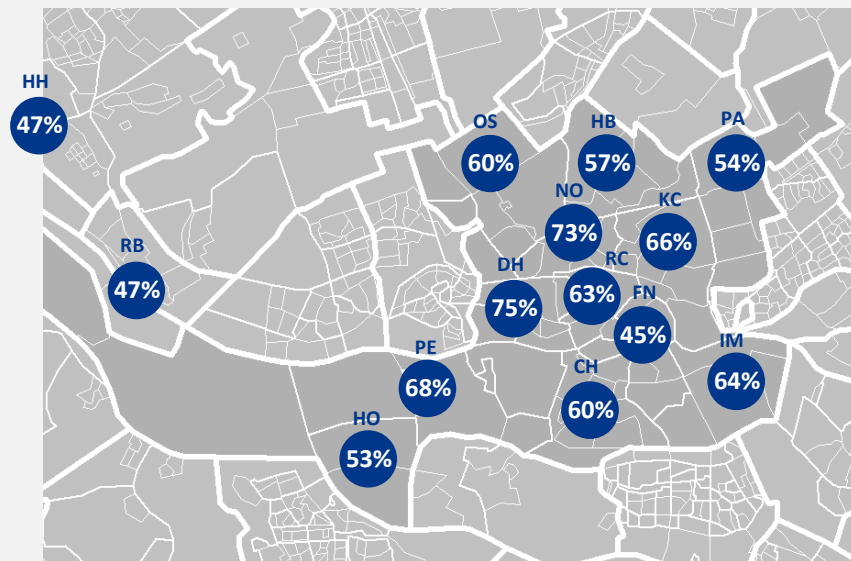 HH
47%
OS
60%
HB
57%
PA
54%
NO
73%
KC
66%
RB
47%
DH
75%
RC
63%
FN
45%
PE
68%
CH
60%
IM
64%
HO
53%